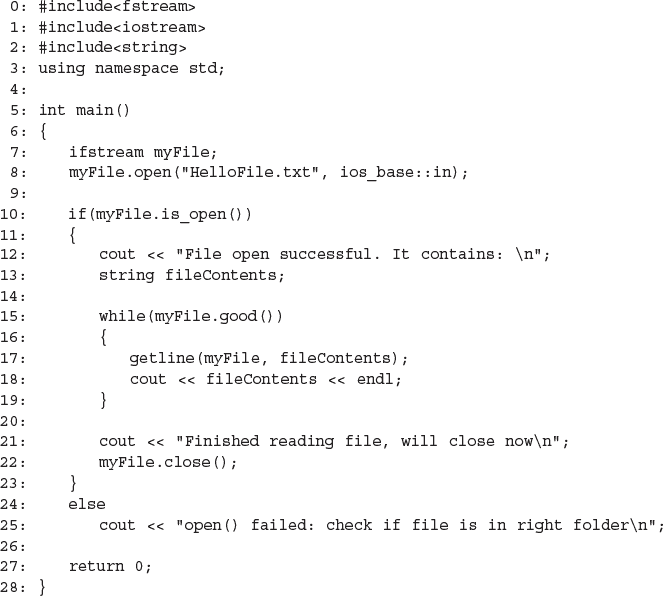 0: #include<fstream>
1: #include<iostream>
2: #include<string>
3: using namespace std;
4:
5: int main()
6: {
7:    ifstream myFile;
8:    myFile.open("HelloFile.txt", ios_base::in);
9:
10:    if(myFile.is_open())
11:    {
12:       cout << "File open successful. It contains: \n";
13:       string fileContents;
14:
15:       while(myFile.good())
16:       {
17:          getline(myFile, fileContents);
18:          cout << fileContents << endl;
19:       }
20:
21:       cout << "Finished reading file, will close now\n";
22:       myFile.close();
23:    }
24:    else
25:       cout << "open() failed: check if file is in right folder\n";
26:
27:    return 0;
28: }